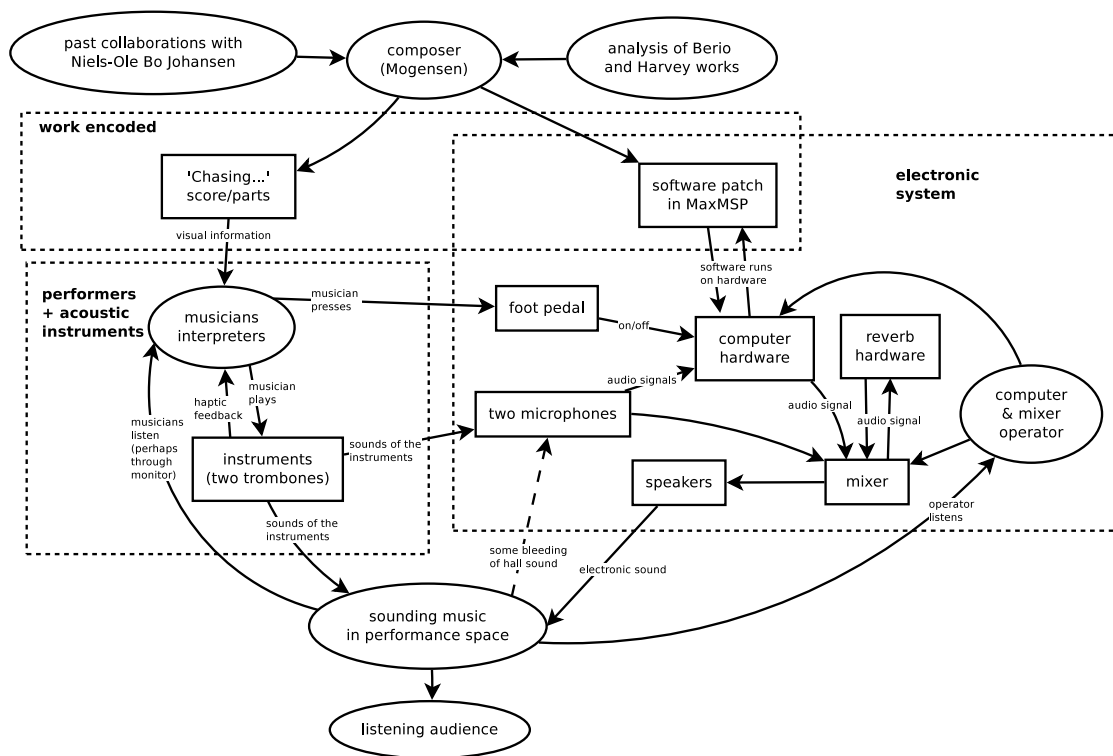 past collaborations with
Niels-Ole Bo Johansen
composer
(Mogensen)
analysis of Berio
and Harvey works
work encoded
'Chasing...'
score/parts
software patch
in MaxMSP
electronic
system
visual information
software runs
on hardware
performers
+ acoustic
instruments
musicians
interpreters
musician
presses
foot pedal
on/off
computer
hardware
reverb
hardware
musician
plays
haptic
feedback
audio signals
audio signal
audio signal
computer
& mixer
operator
musicians
listen
(perhaps
through
monitor)
two microphones
sounds of the
instruments
instruments
(two trombones)
speakers
mixer
operator
listens
sounds of the
instruments
some bleeding
of hall sound
electronic sound
sounding music
in performance space
listening audience